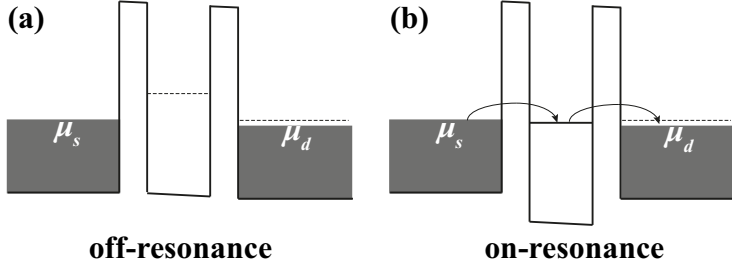 (a)
μs
μd
off-resonance
(b)
μs
μd
on-resonance